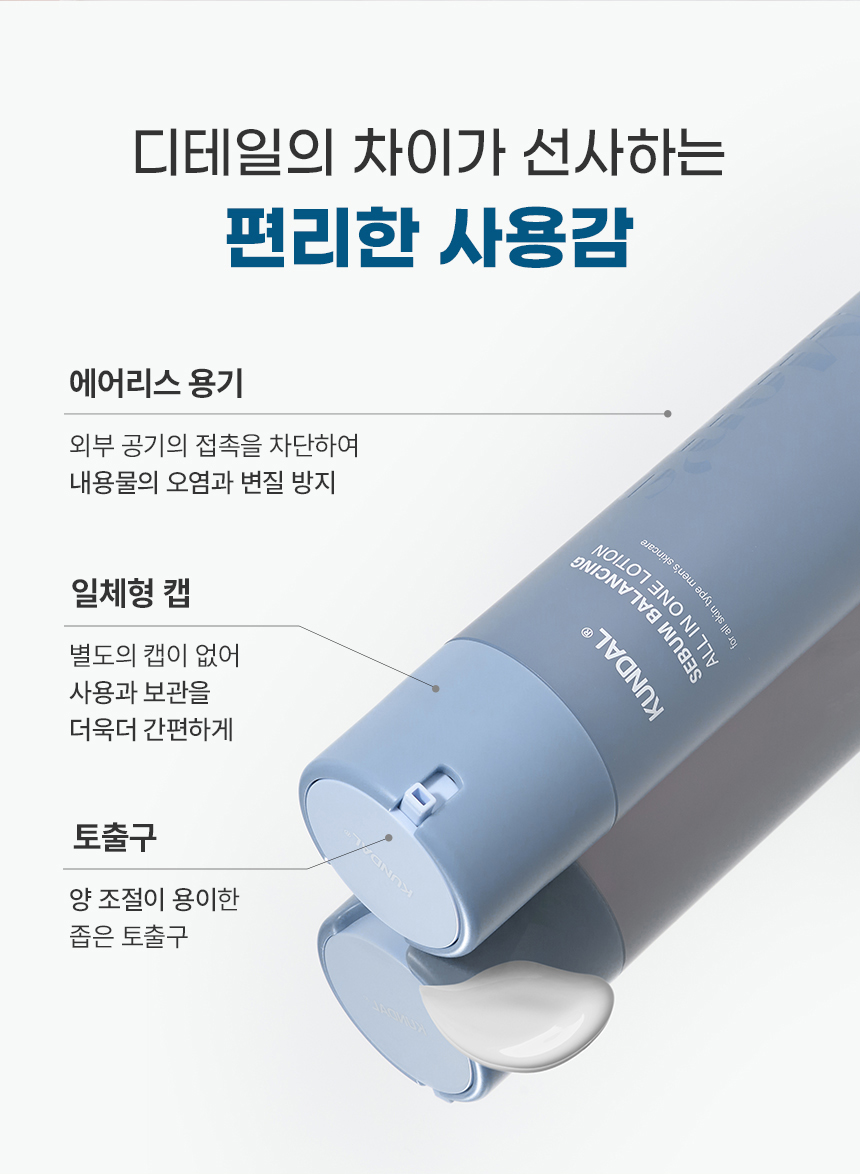 디테일의 차이가 선사하는
편리한 사용감
에어리스 용기
외부 공기의 접촉을 차단하여
내용물의 오염과 변질 방지
일체형 캡
별도의 캡이 없어
사용과 보관을
더욱더 간편하게
토출구
양 조절이 용이한
좁은 토출구
KUNDAL®
SEBUM BALANCING
ALL IN ONE LOTION
for all skin type men's skincare
KUNDAL